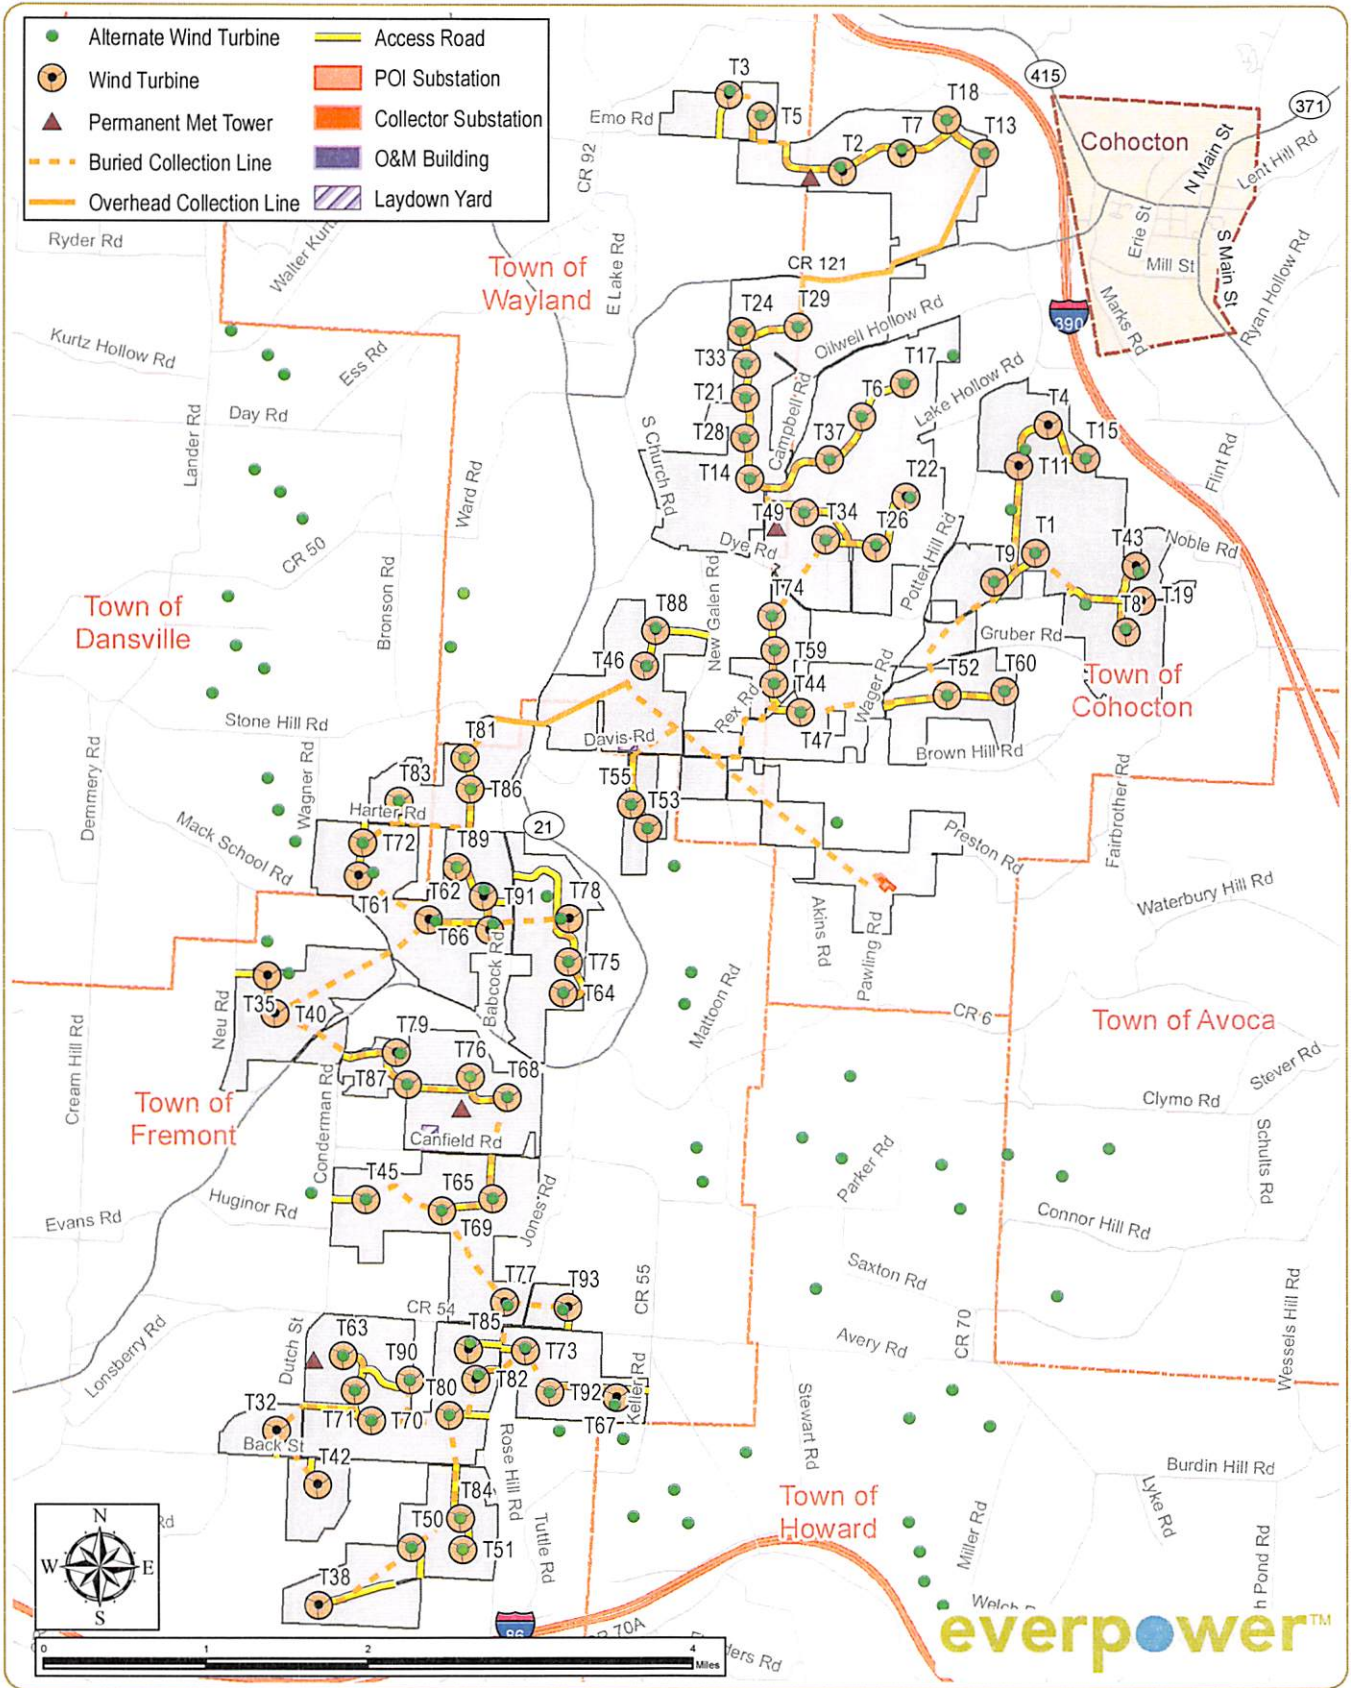 Alternate Wind Turbine
Wind Turbine
Permanent Met Tower
Buried Collection Line
Overhead Collection Line
Access Road
POI Substation
Collector Substation
O&M Building
Laydown Yard
T3
T5
T18
T7
T13
T2
Emo Rd
CR 92
415
371
Cohocton
N Main St
Lent Hill Rd
Erie St
Mill St
S Main St
Ryan Hollow Rd
Marks Rd
390
Ryder Rd
Walter Kurtz
Town of
Wayland
E Lake Rd
CR 121
T24
T29
Oilwell Hollow Rd
Kurtz Hollow Rd
Ess Rd
T33
T17
T21
T6
Lake Hollow Rd
Campbell Rd
Day Rd
Lander Rd
S Church Rd
T28
T37
T4
T15
T14
T22
T11
Flint Rd
Ward Rd
T49
T34
T26
T1
Dye Rd
Potter Hill Rd
T9
T43
Noble Rd
CR 50
Bronson Rd
New Galen Rd
T74
T8
T19
Town of
Dansville
T88
T46
T59
Gruber Rd
T44
Wager Rd
T52
T60
Town of
Cohocton
Stone Hill Rd
Rex Rd
T47
Davis Rd
Brown Hill Rd
T81
Demmery Rd
Wagner Rd
T83
T86
T55
T53
Harter Rd
21
Mack School Rd
T72
T89
Preston Rd
Fairbrother Rd
T61
T62
T91
T78
Waterbury Hill Rd
T66
Babcock Rd
T75
T64
Akins Rd
Pawling Rd
Neu Rd
T35
T40
Mattoon Rd
CR 6
Town of Avoca
Cream Hill Rd
T79
T76
T87
T68
Stever Rd
Clymo Rd
Town of
Fremont
Conderman Rd
Canfield Rd
Schults Rd
Parker Rd
T45
T65
Huginor Rd
Evans Rd
T69
Jones Rd
Connor Hill Rd
Saxton Rd
T77
T93
CR 55
CR 54
CR 70
Wessels Hill Rd
Lonsberry Rd
Dutch St
T63
T90
T85
T73
Avery Rd
T82
T80
T92
Keller Rd
T32
T71
T70
T67
Stewart Rd
Back St
T42
Rose Hill Rd
Burdin Hill Rd
T84
Lyke Rd
Town of
Howard
Miller Rd
T50
T51
Tuttle Rd
T38
N
W
E
S
Rd
86
70A
0
1
2
4
Miles
everpower™